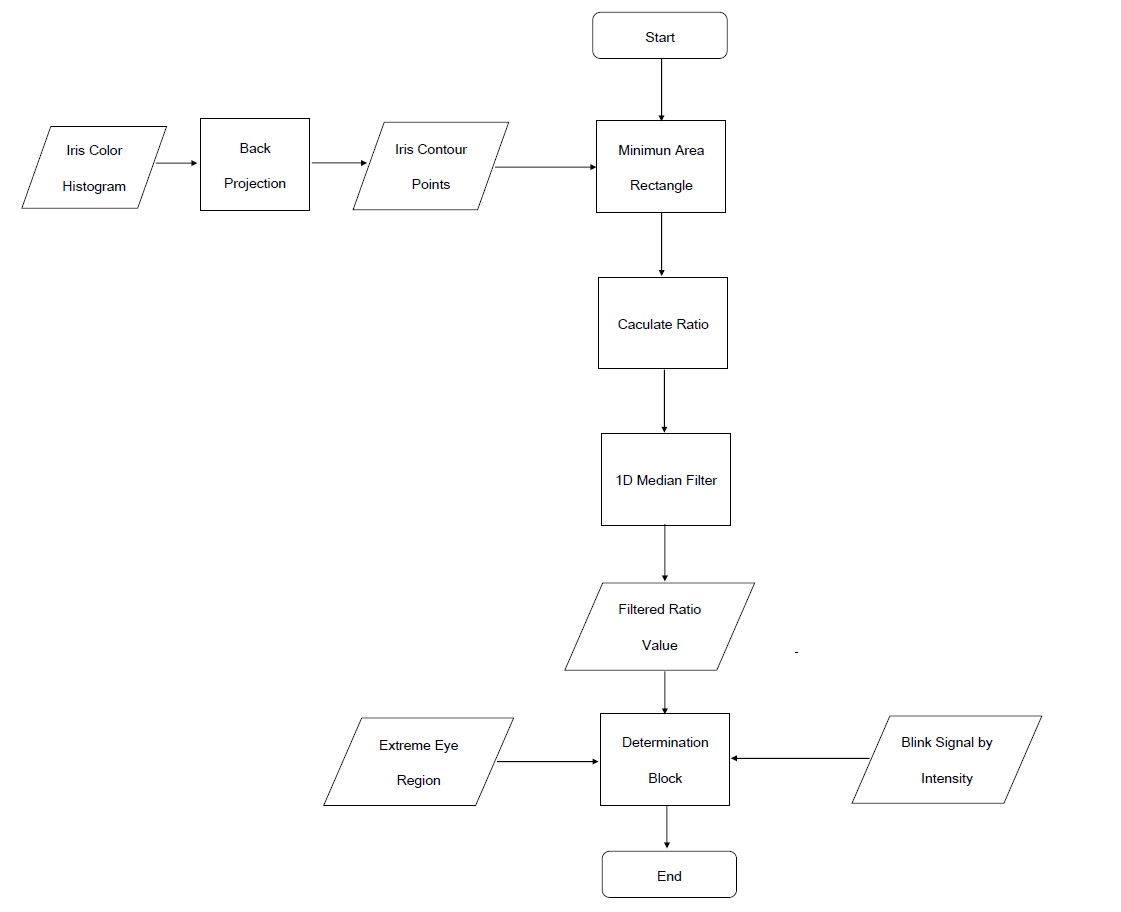 Start
Iris Color
Histogram
Back
Projection
Iris Contour
Points
Minimun Area
Rectangle
Caculate Ratio
1D Median Filter
Filtered Ratio
Value
Extreme Eye
Region
Determination
Block
Blink Signal by
Intensity
End